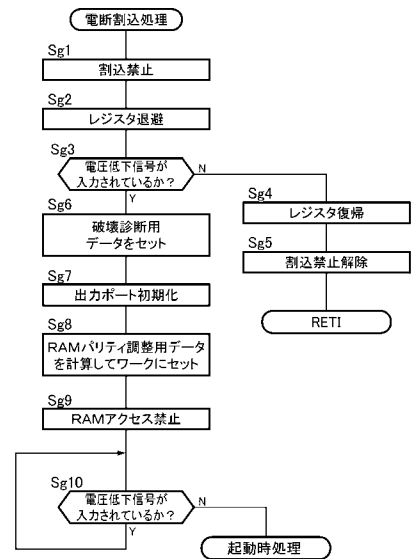 電断割込処理
Sg1
割込禁止
Sg2
レジスタ退避
Sg3
電圧低下信号が
入力されているか?
N
Y
Sg4
レジスタ復帰
Sg5
割込禁止解除
RETI
Sg6
破壊診断用
データをセット
Sg7
出力ポート初期化
Sg8
RAMパリティ調整用データ
を計算してワークにセット
Sg9
RAMアクセス禁止
Sg10
電圧低下信号が
入力されているか?
N
Y
起動時処理